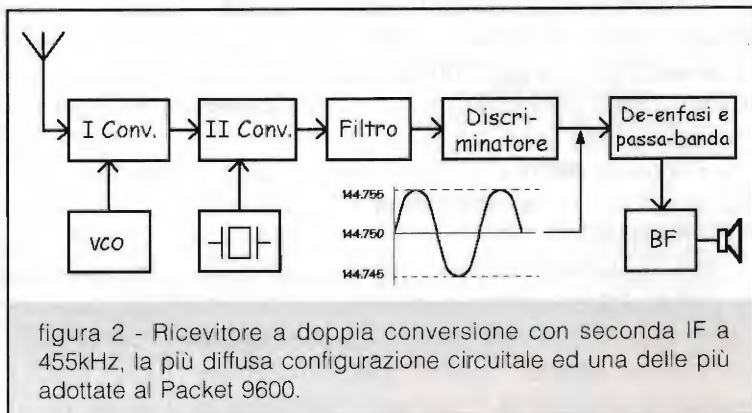 I Conv.
II Conv.
Filtro
Discri-
minatore
De-enfasi e
passa-banda
VCO
144.755
144.750
144.745
BF
figura 2 - Ricevitore a doppia conversione con seconda IF a
455kHz, la più diffusa configurazione circuitale ed una delle più
adottate al Packet 9600.